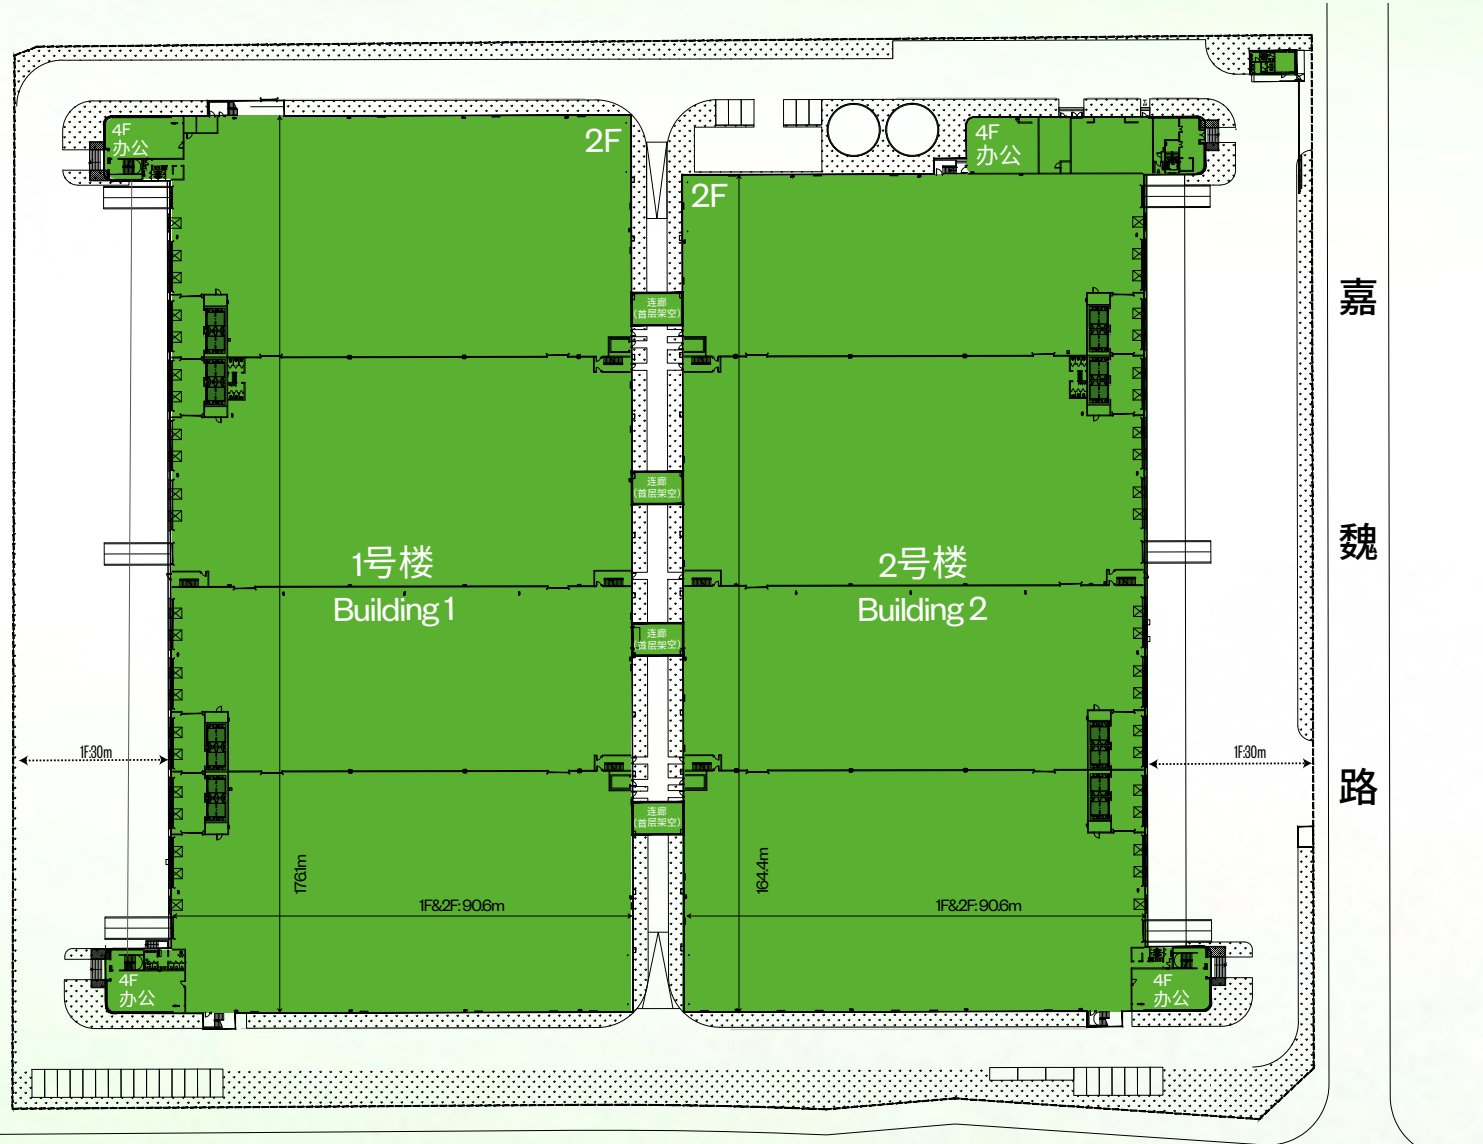 4F
办公
2F
4F
办公
2F
嘉
连廊
(首层架空)
连廊
(首层架空)
魏
1号楼
Building 1
2号楼
Building 2
连廊
(首层架空)
1F:30m
1F:30m
路
连廊
(首层架空)
176.1m
164.4m
1F&2F: 90.6m
1F&2F: 90.6m
4F
办公
4F
办公